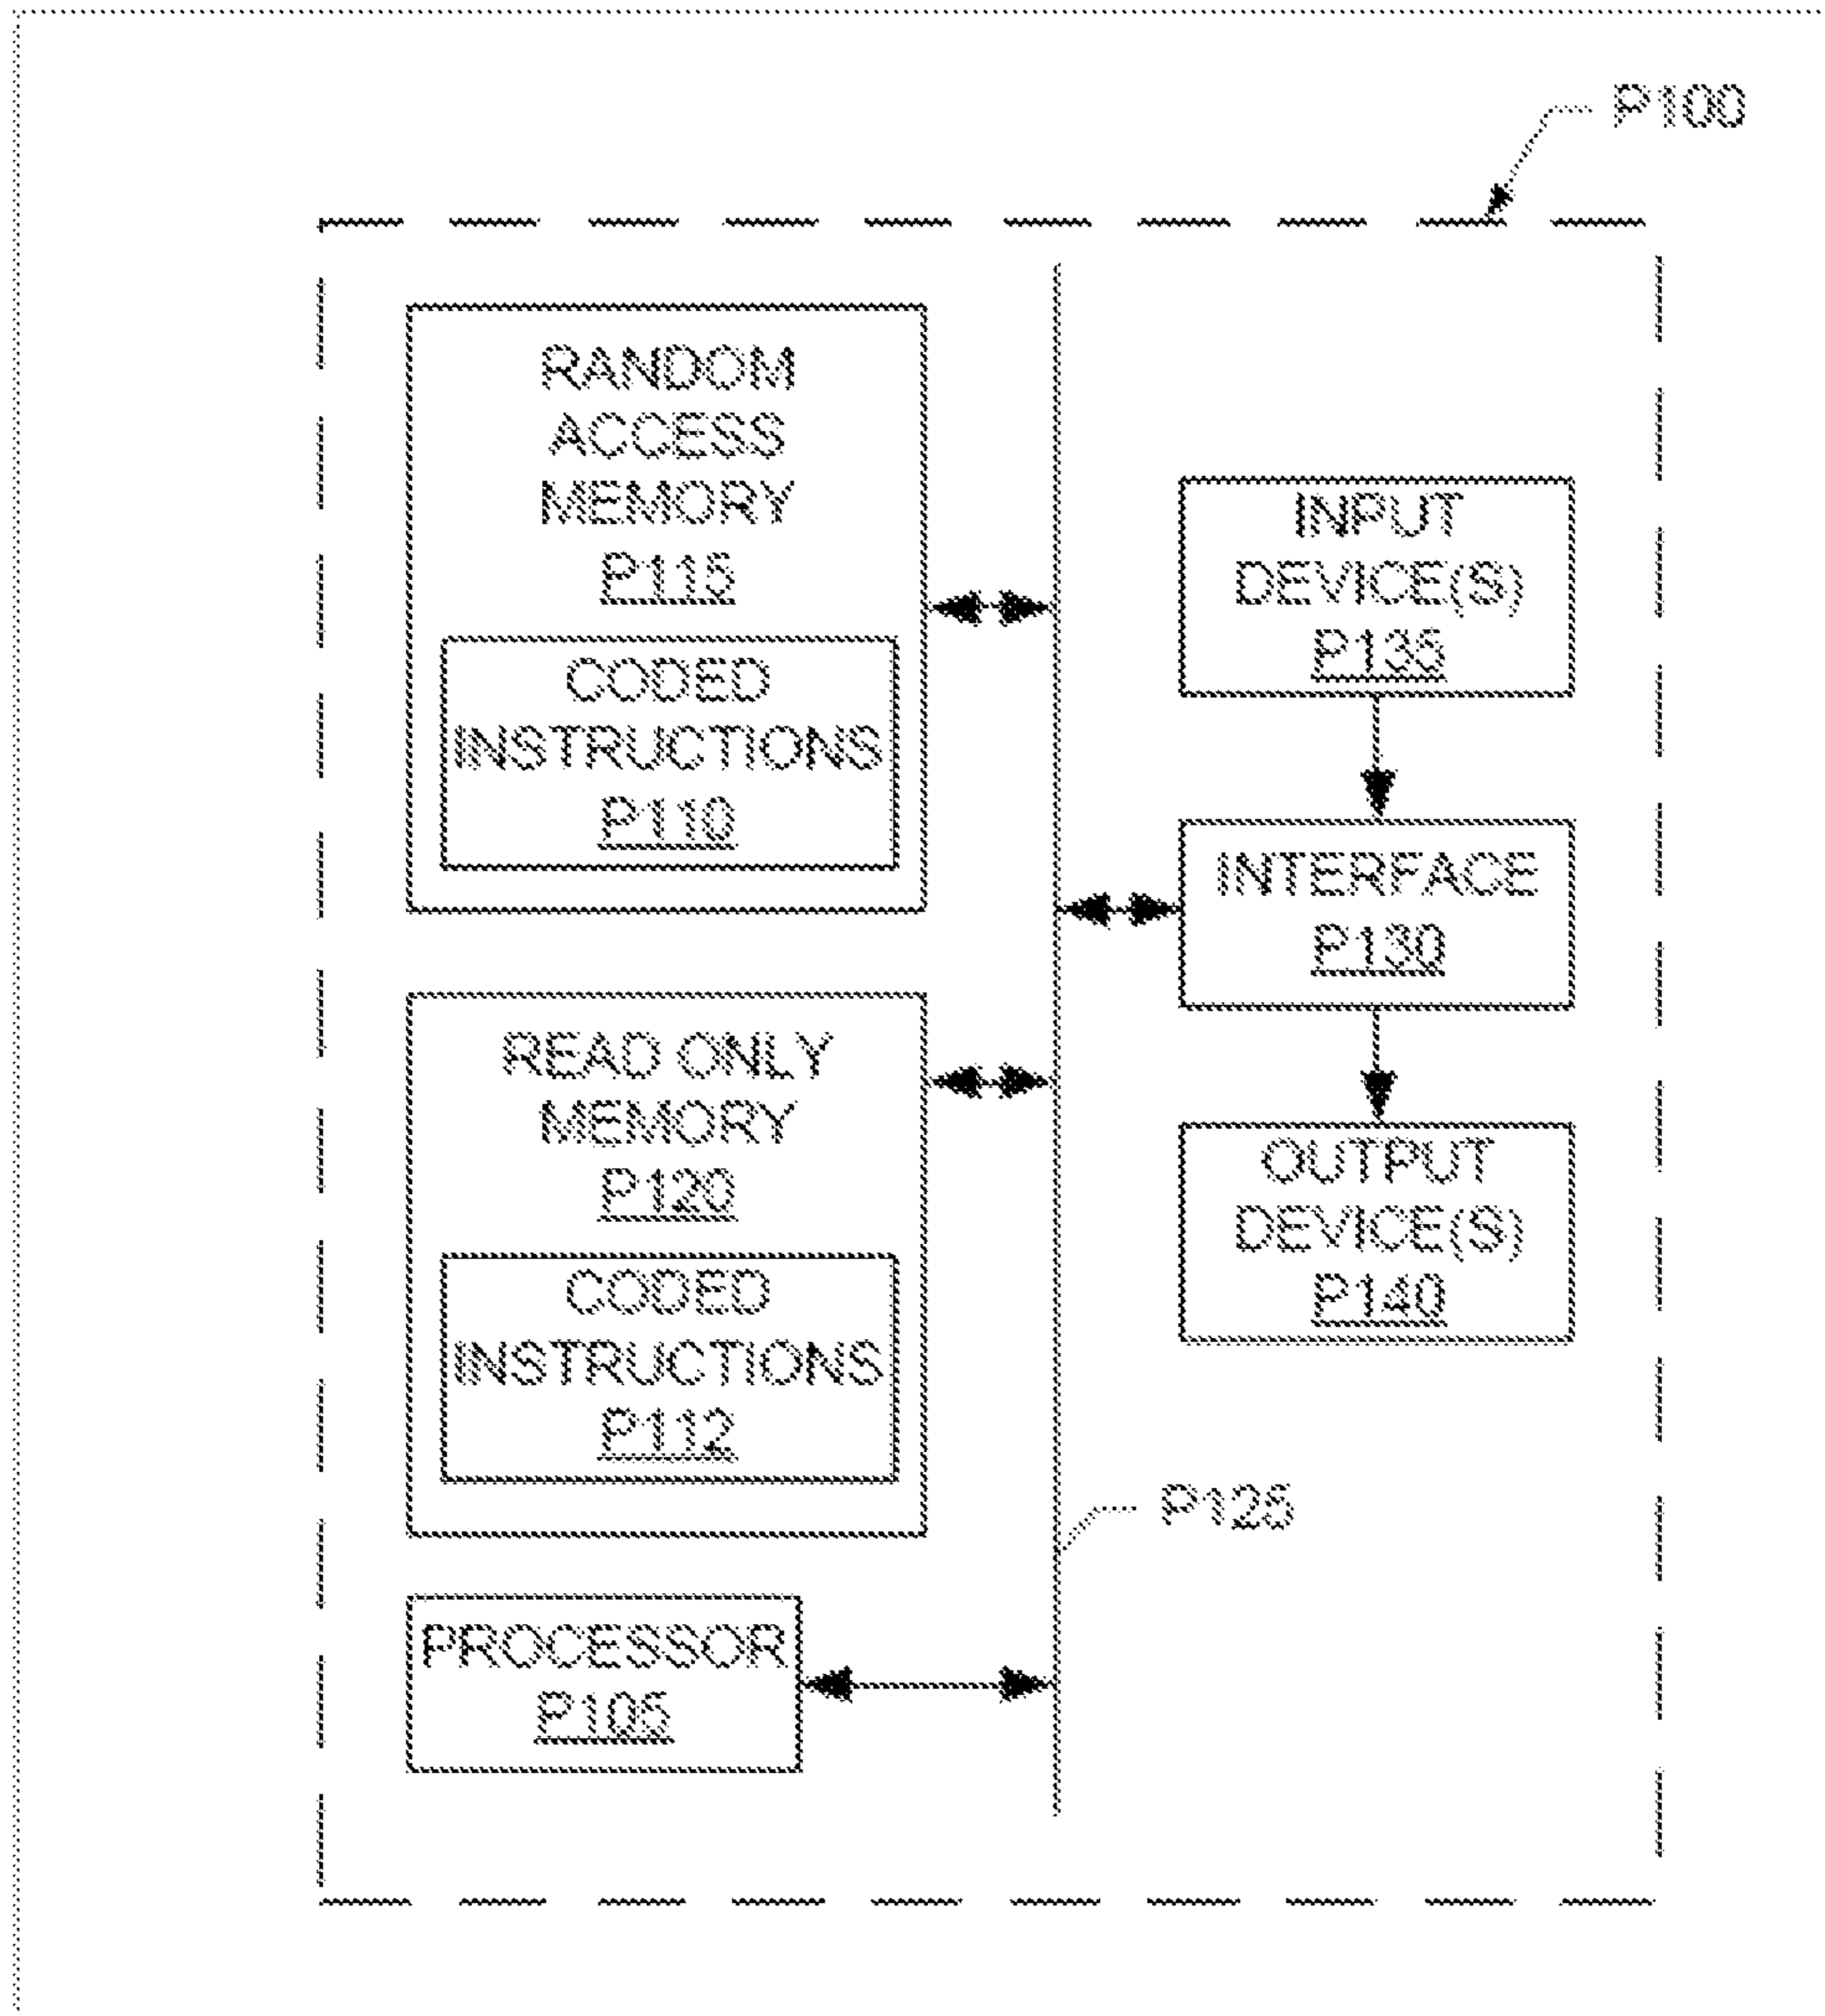 P100
RANDOM
ACCESS
MEMORY
P115
CODED
INSTRUCTIONS
P110
READ ONLY
MEMORY
P120
CODED
INSTRUCTIONS
P112
PROCESSOR
P105
INPUT
DEVICE(S)
P135
INTERFACE
P130
OUTPUT
DEVICE(S)
P140
P125